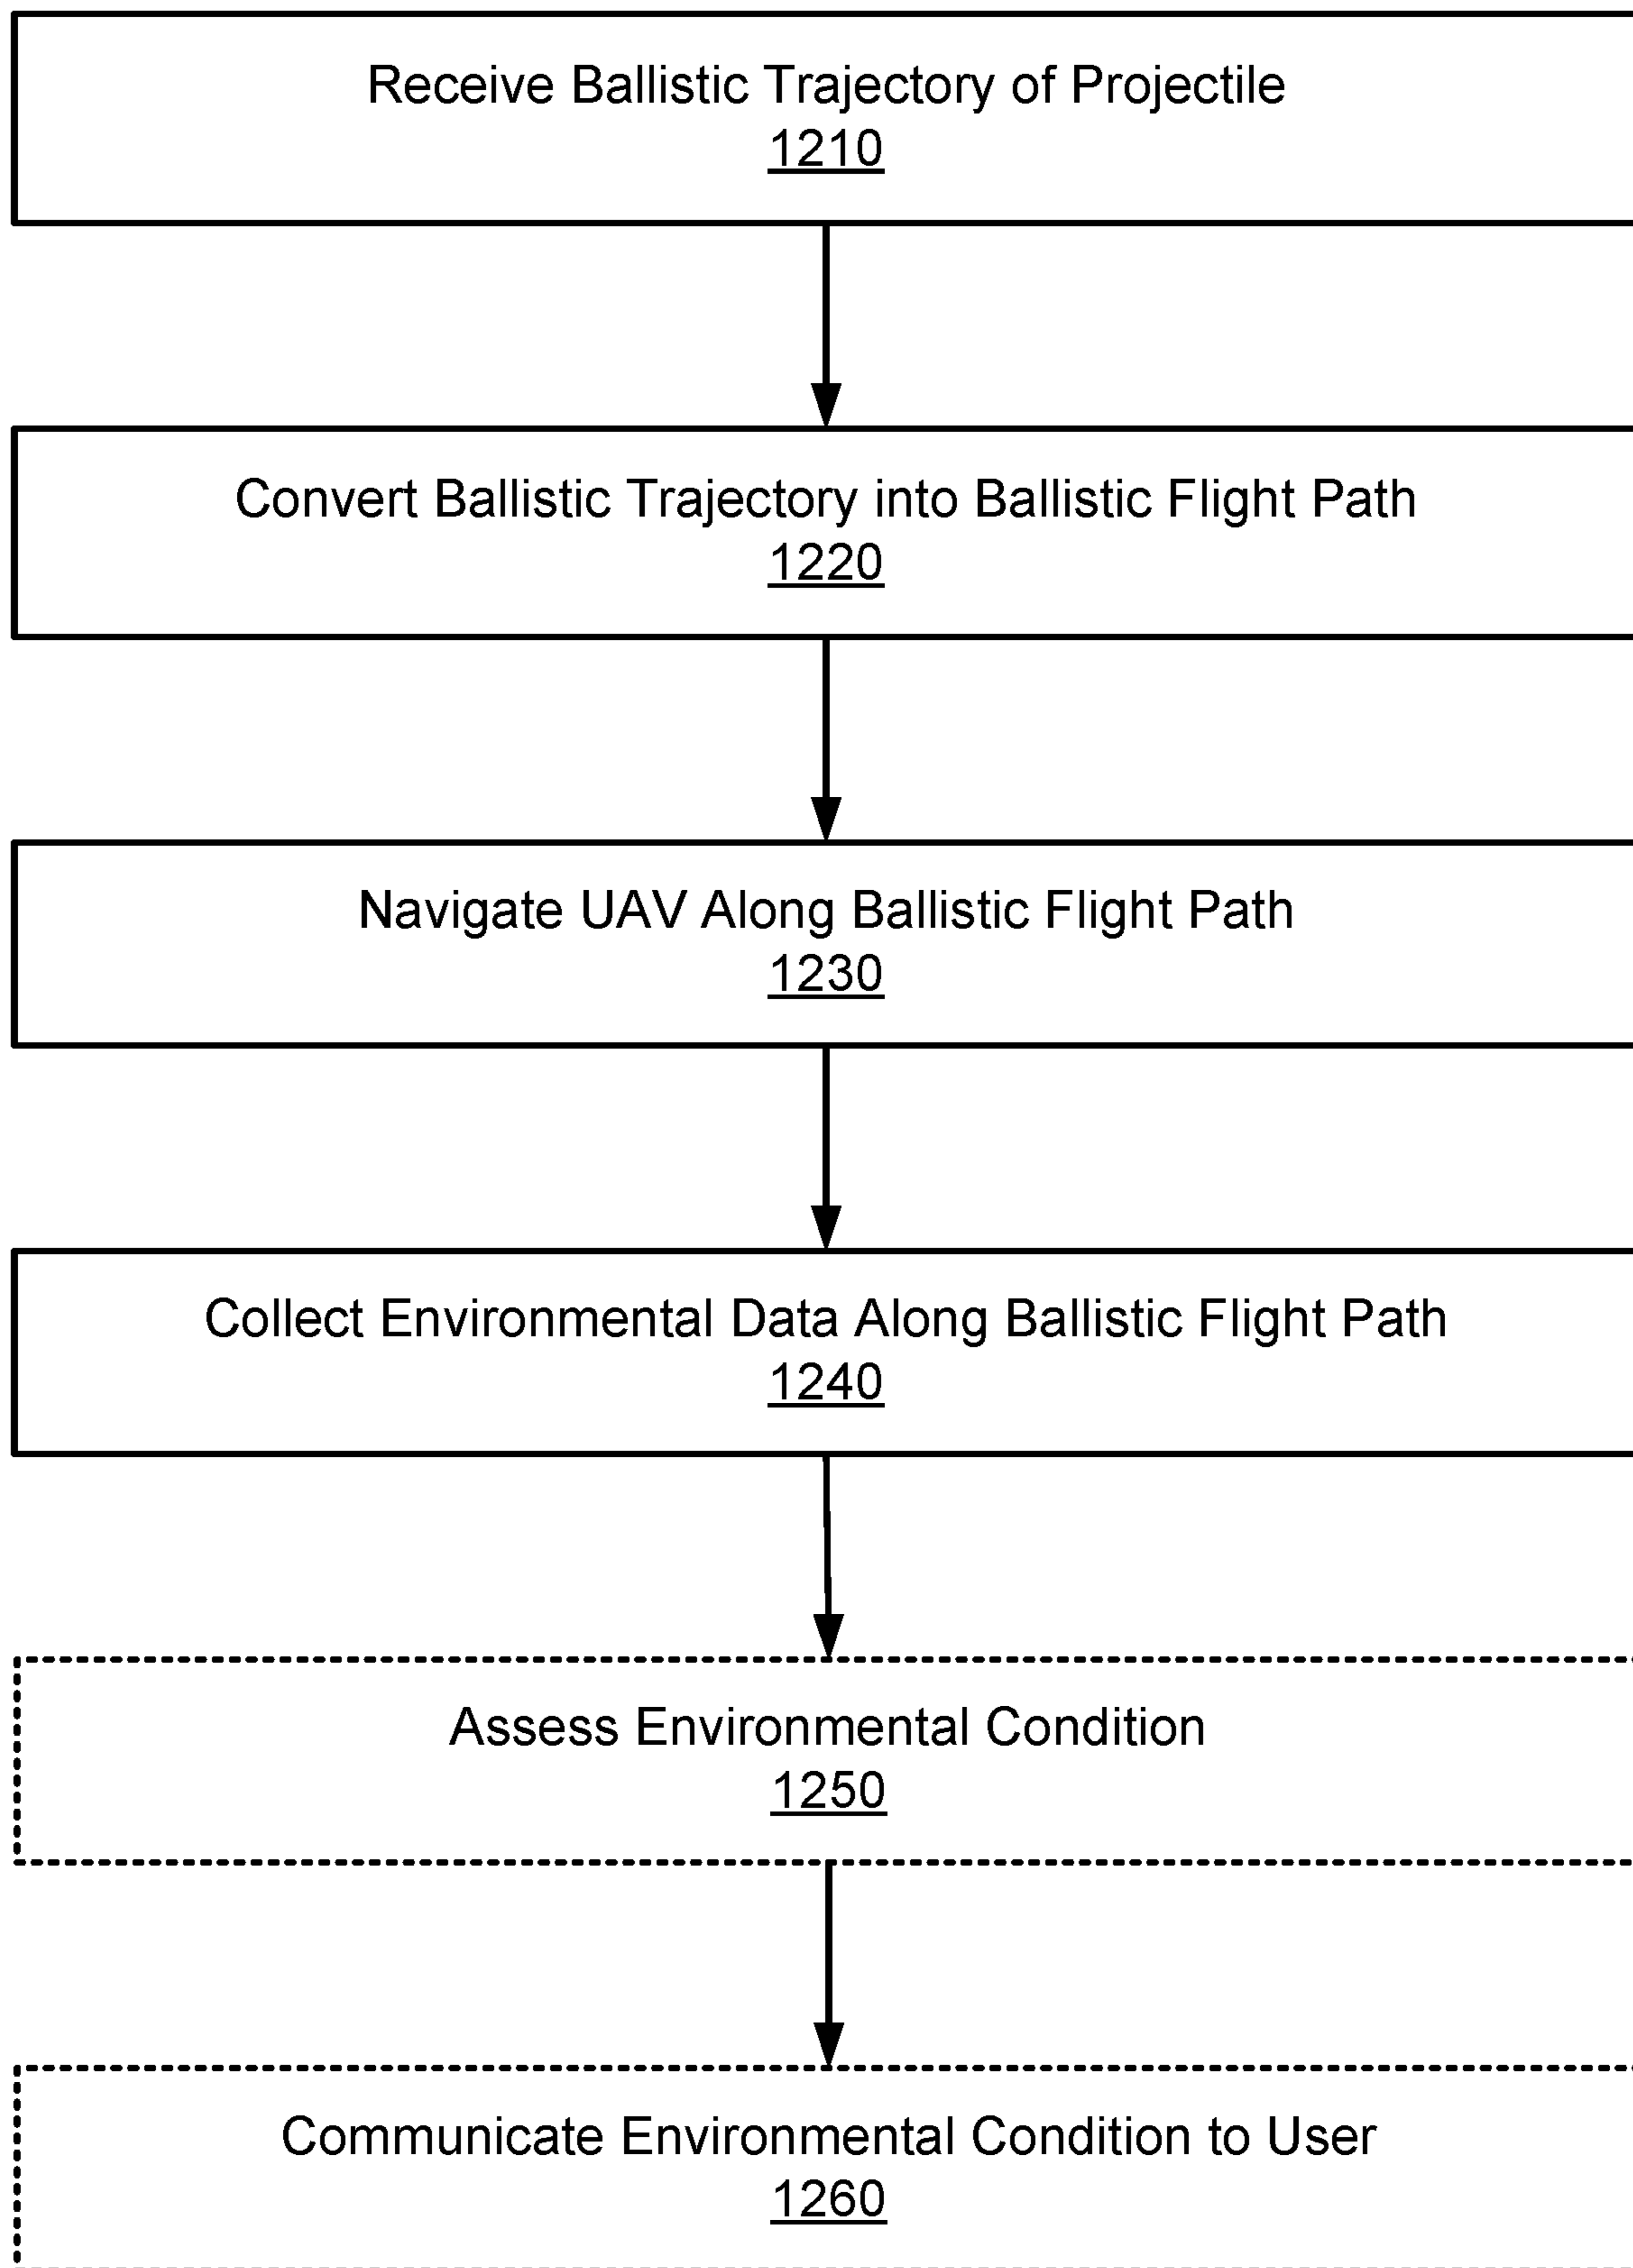 Receive Ballistic Trajectory of Projectile
1210
Convert Ballistic Trajectory into Ballistic Flight Path
1220
Navigate UAV Along Ballistic Flight Path
1230
Collect Environmental Data Along Ballistic Flight Path
1240
Assess Environmental Condition
1250
Communicate Environmental Condition to User
1260